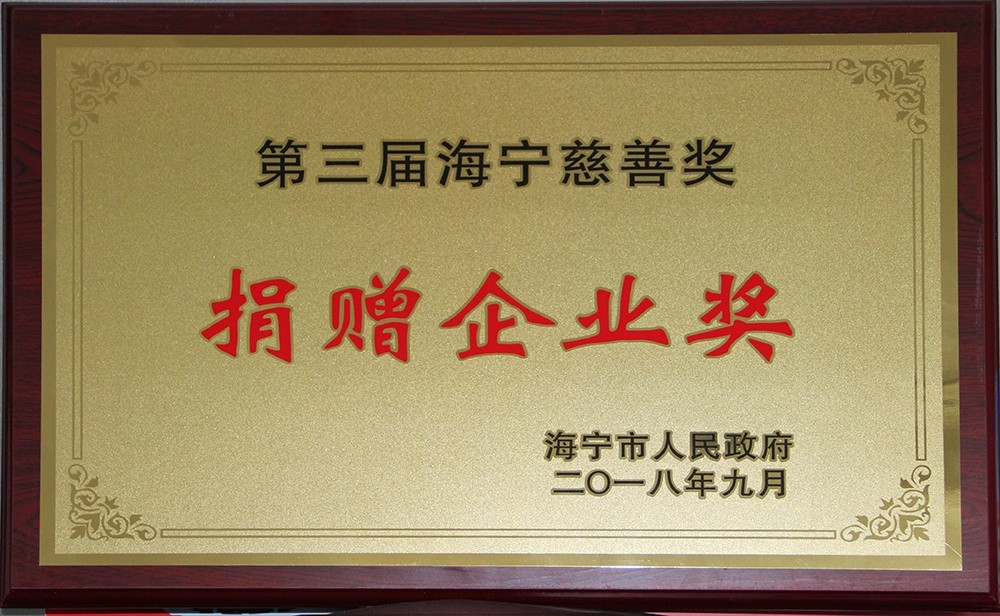 第三届海宁慈善奖
捐赠企业奖
海宁市人民政府
二〇一八年九月